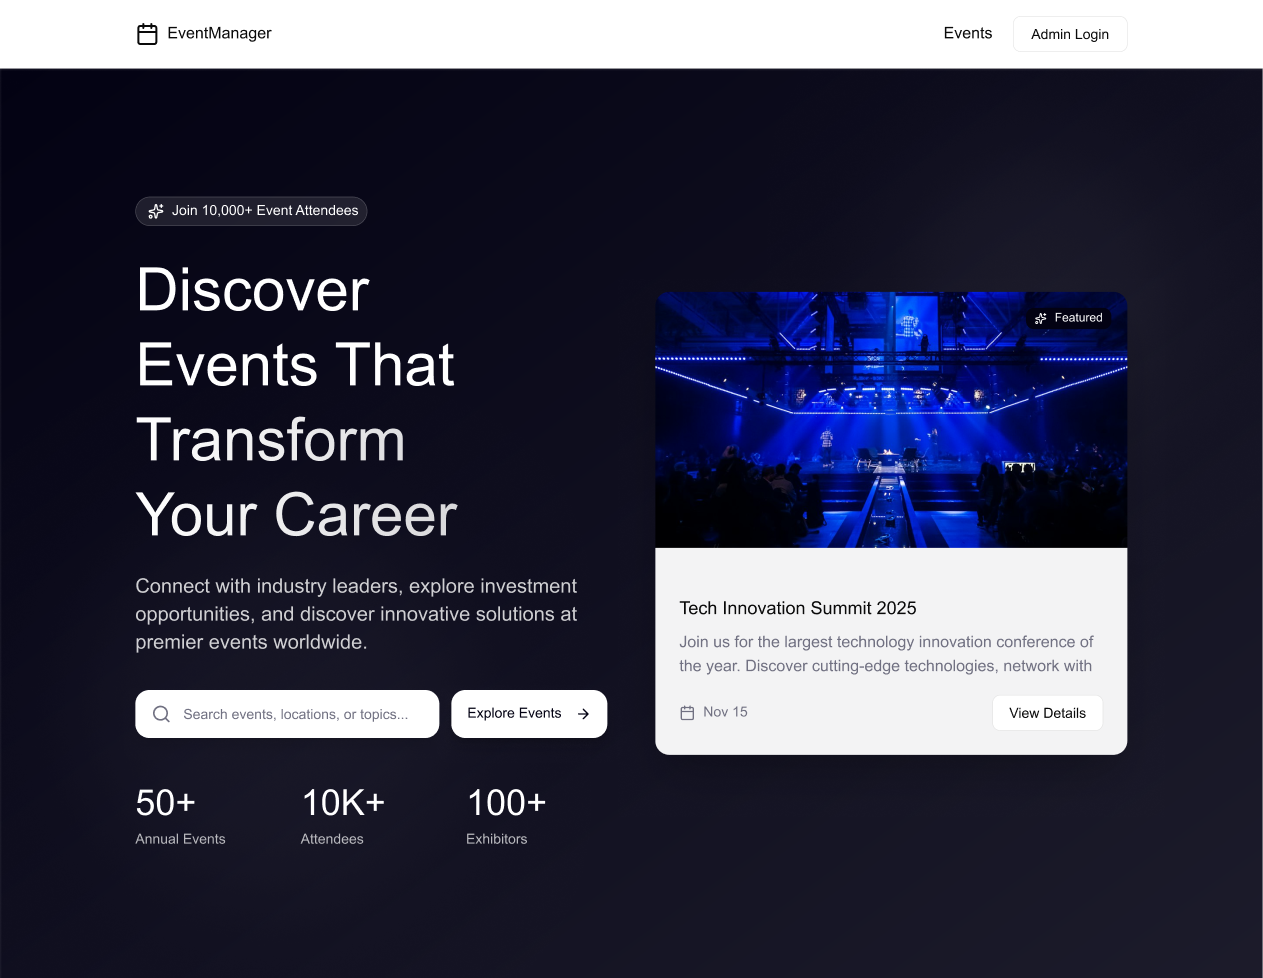 EventManager
Events
Admin Login
Join 10,000+ Event Attendees
Discover
Events That
Transform
Your Career
Connect with industry leaders, explore investment
opportunities, and discover innovative solutions at
premier events worldwide.
Search events, locations, or topics...
Explore Events
50+
10K+
100+
Annual Events
Attendees
Exhibitors
Featured
Tech Innovation Summit 2025
Join us for the largest technology innovation conference of
the year. Discover cutting-edge technologies, network with
Nov 15
View Details